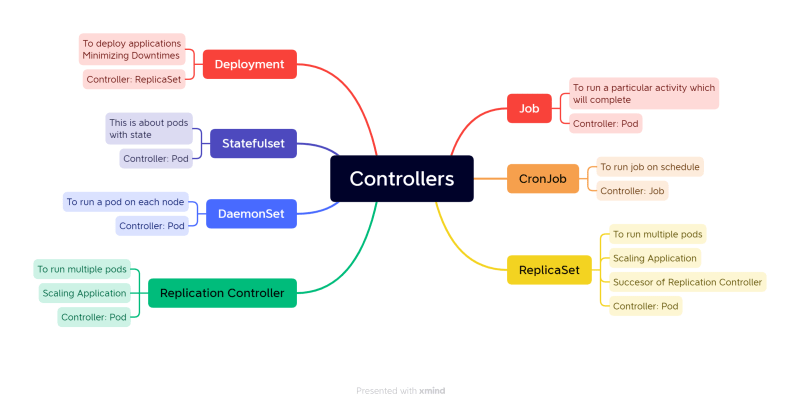 Controllers
Deployment
To deploy applications
Minimizing Downtimes
Controller: ReplicaSet
Statefulset
This is about pods
with state
Controller: Pod
DaemonSet
To run a pod on each node
Controller: Pod
Replication Controller
To run multiple pods
Scaling Application
Controller: Pod
Job
To run a particular activity which
will complete
Controller: Pod
CronJob
To run job on schedule
Controller: Job
ReplicaSet
To run multiple pods
Scaling Application
Succesor of Replication Controller
Controller: Pod
Presented with xmind